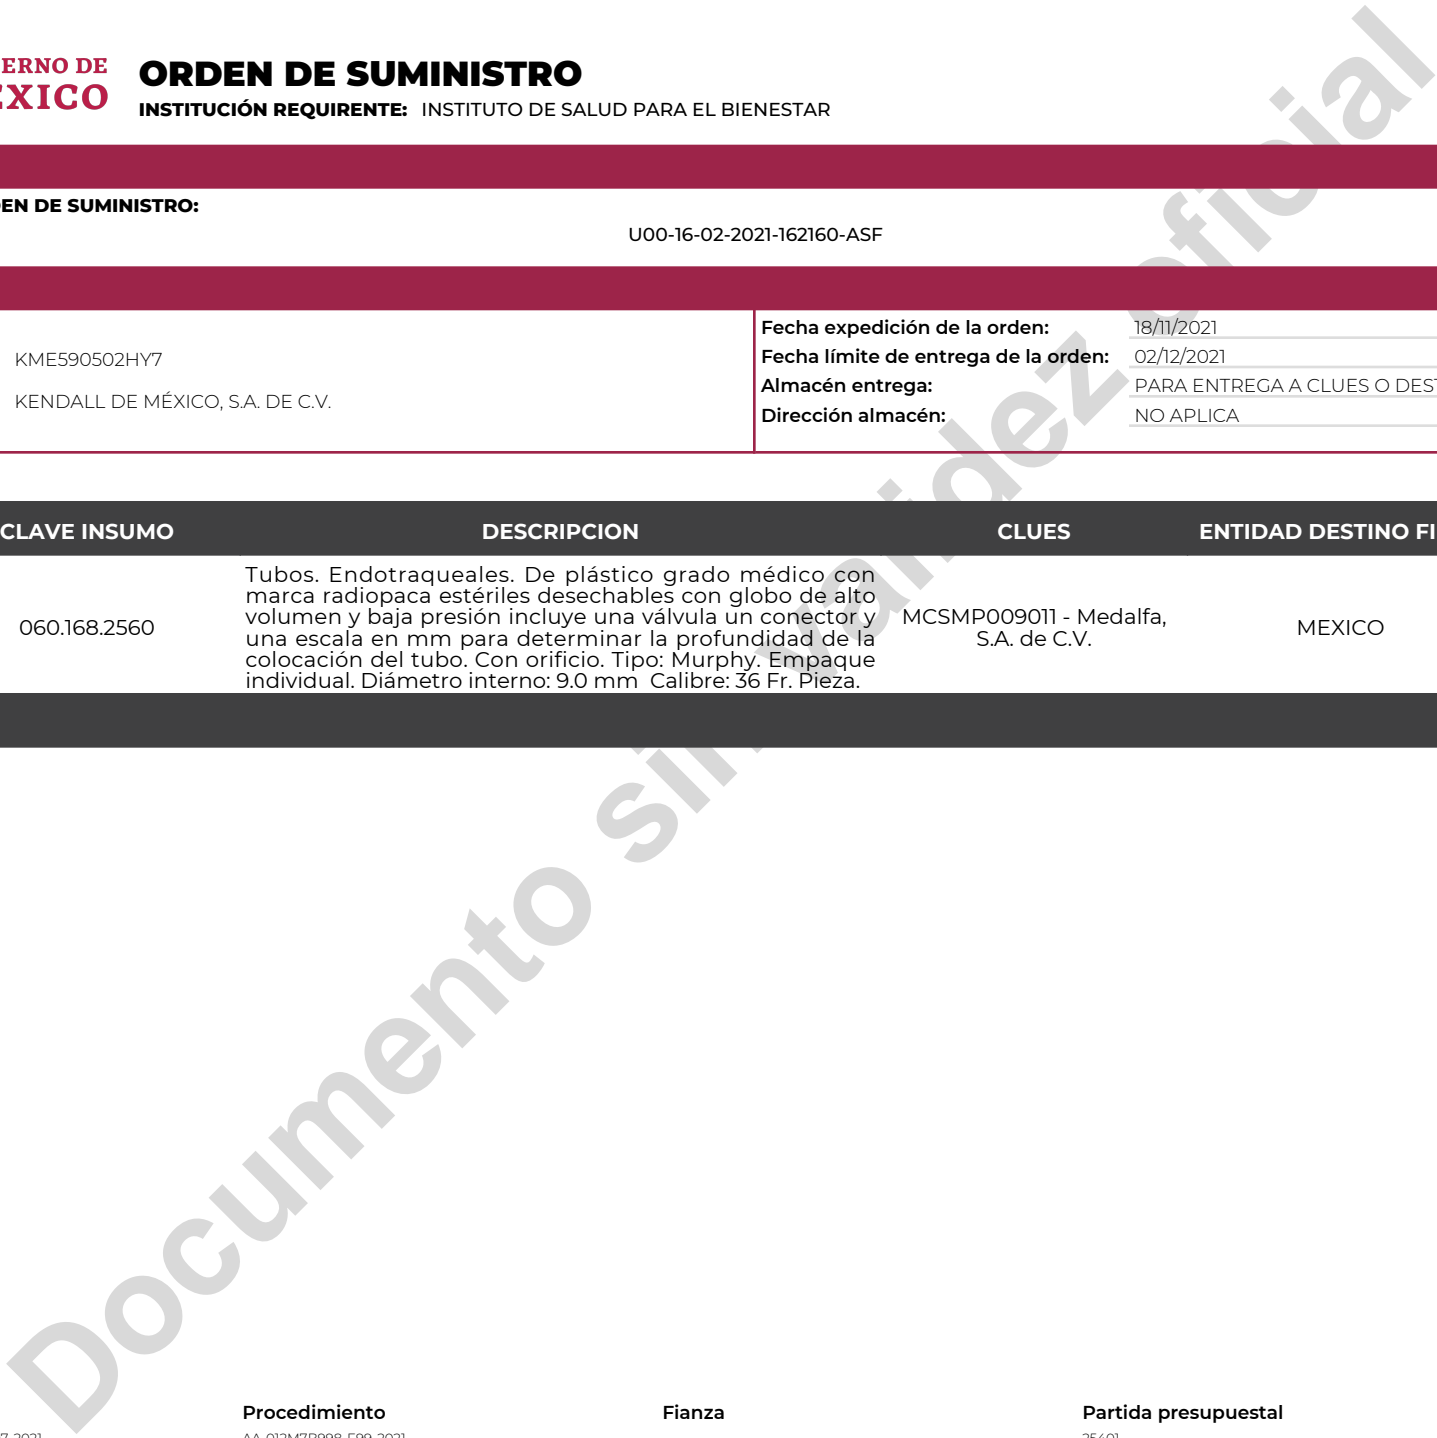 ERNO DE
EXICO
ORDEN DE SUMINISTRO
INSTITUCIÓN REQUIRENTE: INSTITUTO DE SALUD PARA EL BIENESTAR
EN DE SUMINISTRO:
U00-16-02-2021-162160-ASF
KME590502HY7
KENDALL DE MÉXICO, S.A. DE C.V.
Fecha expedición de la orden: 18/11/2021
Fecha límite de entrega de la orden: 02/12/2021
Almacén entrega: PARA ENTREGA A CLUES O DEST
Dirección almacén: NO APLICA
CLAVE INSUMO DESCRIPCION CLUES ENTIDAD DESTINO FI
060.168.2560
Tubos. Endotraqueales. De plástico grado médico con
marca radiopaca estériles desechables con globo de alto
volumen y baja presión incluye una válvula un conector y
una escala en mm para determinar la profundidad de la
colocación del tubo. Con orificio. Tipo: Murphy. Empaque
individual. Diámetro interno: 9.0 mm Calibre: 36 Fr. Pieza.
MCSMP009011 - Medalfa,
S.A. de C.V.
MEXICO
Documento sin validez oficial
Procedimiento Fianza Partida presupuestal